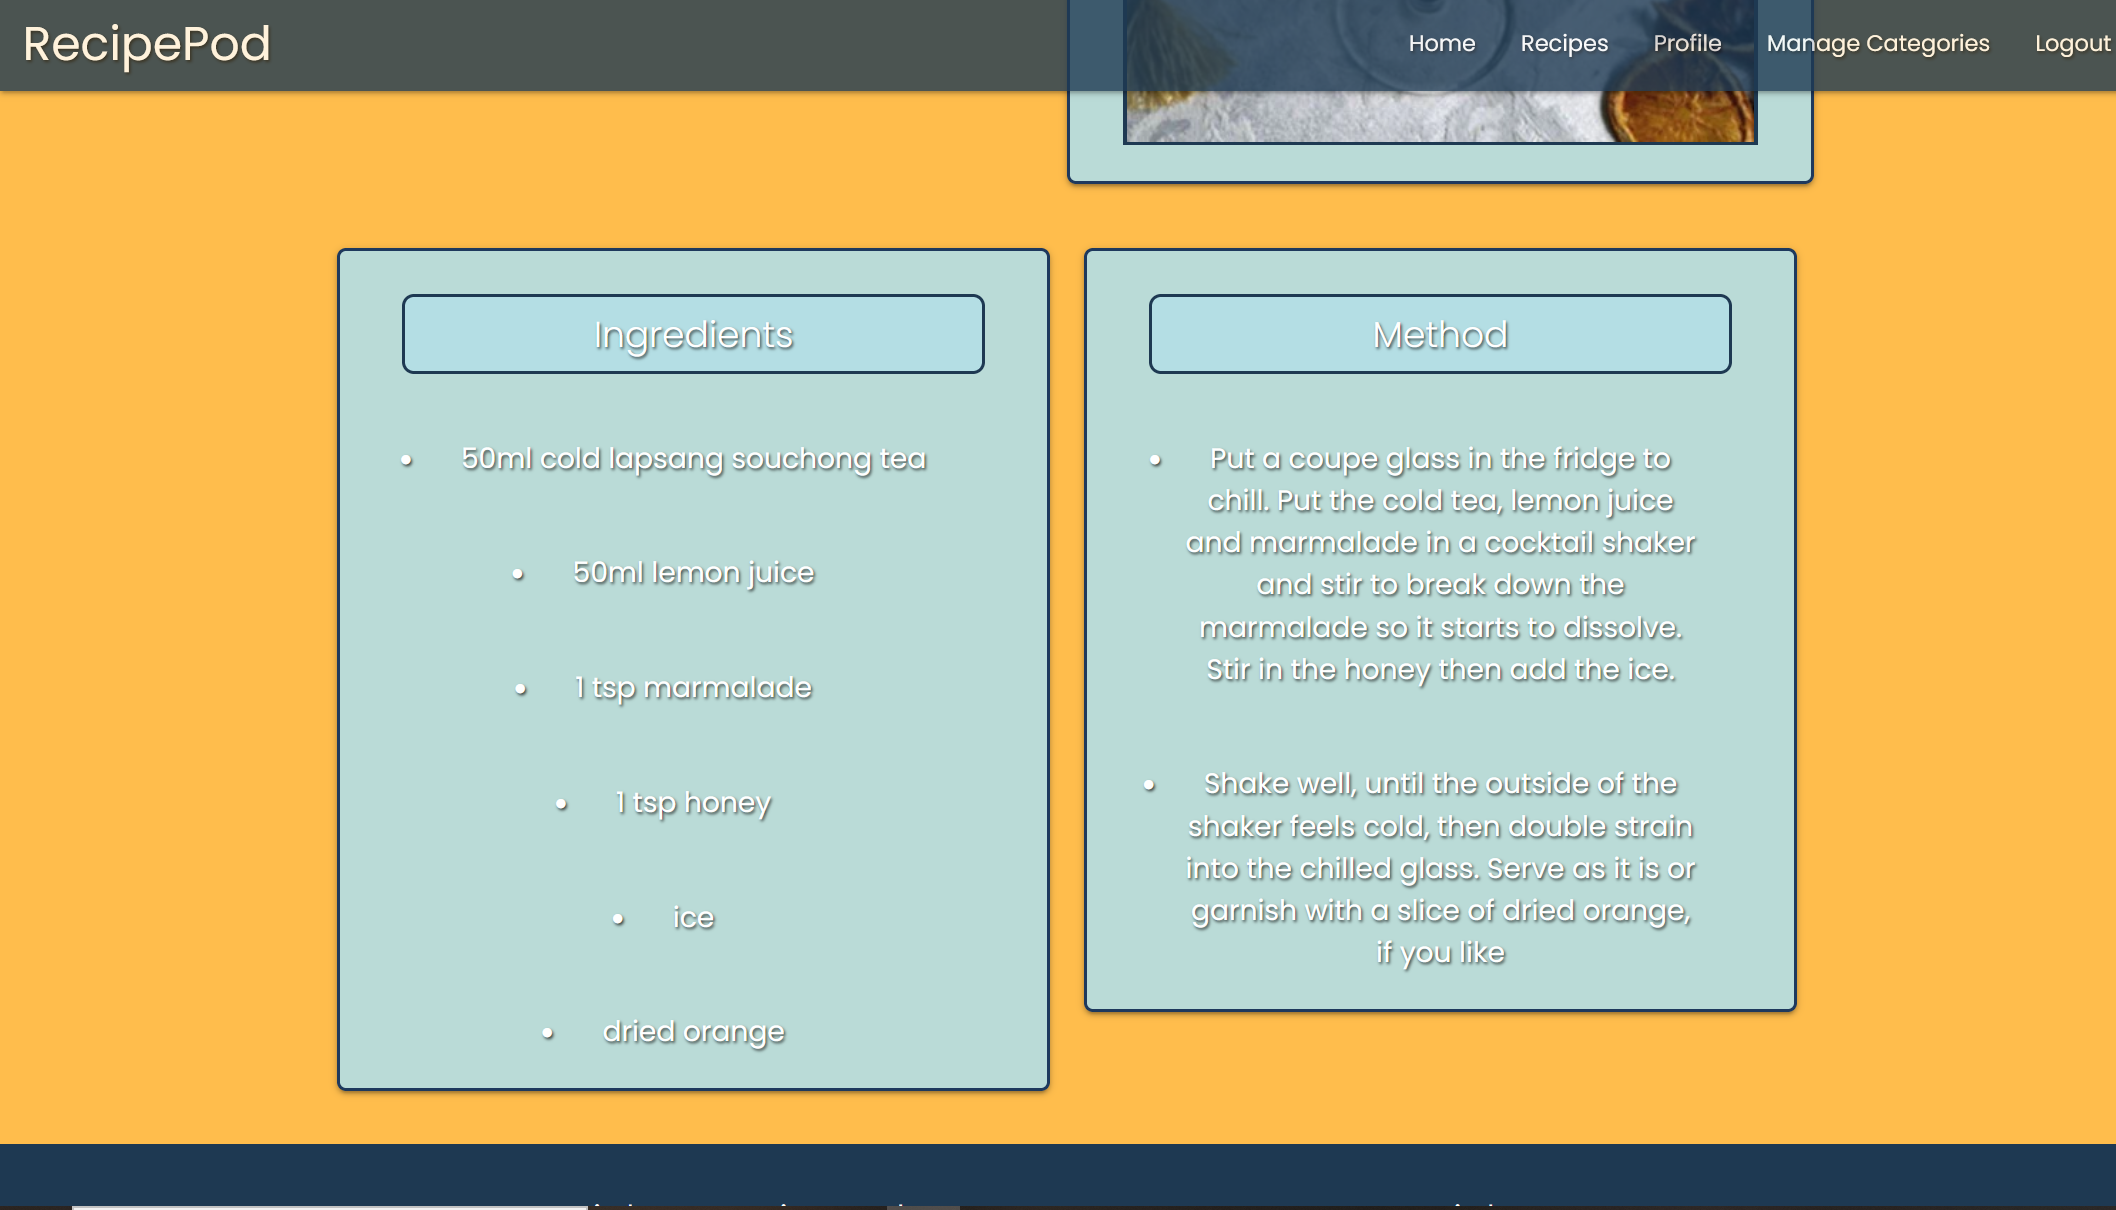 RecipePod
Home
Recipes
Profile
Manage Categories
Logout
Ingredients
50ml cold lapsang souchong tea
50ml lemon juice
1 tsp marmalade
1 tsp honey
ice
dried orange
Method
Put a coupe glass in the fridge to
chill. Put the cold tea, lemon juice
and marmalade in a cocktail shaker
and stir to break down the
marmalade so it starts to dissolve.
Stir in the honey then add the ice.
Shake well, until the outside of the
shaker feels cold, then double strain
into the chilled glass. Serve as it is or
garnish with a slice of dried orange,
if you like